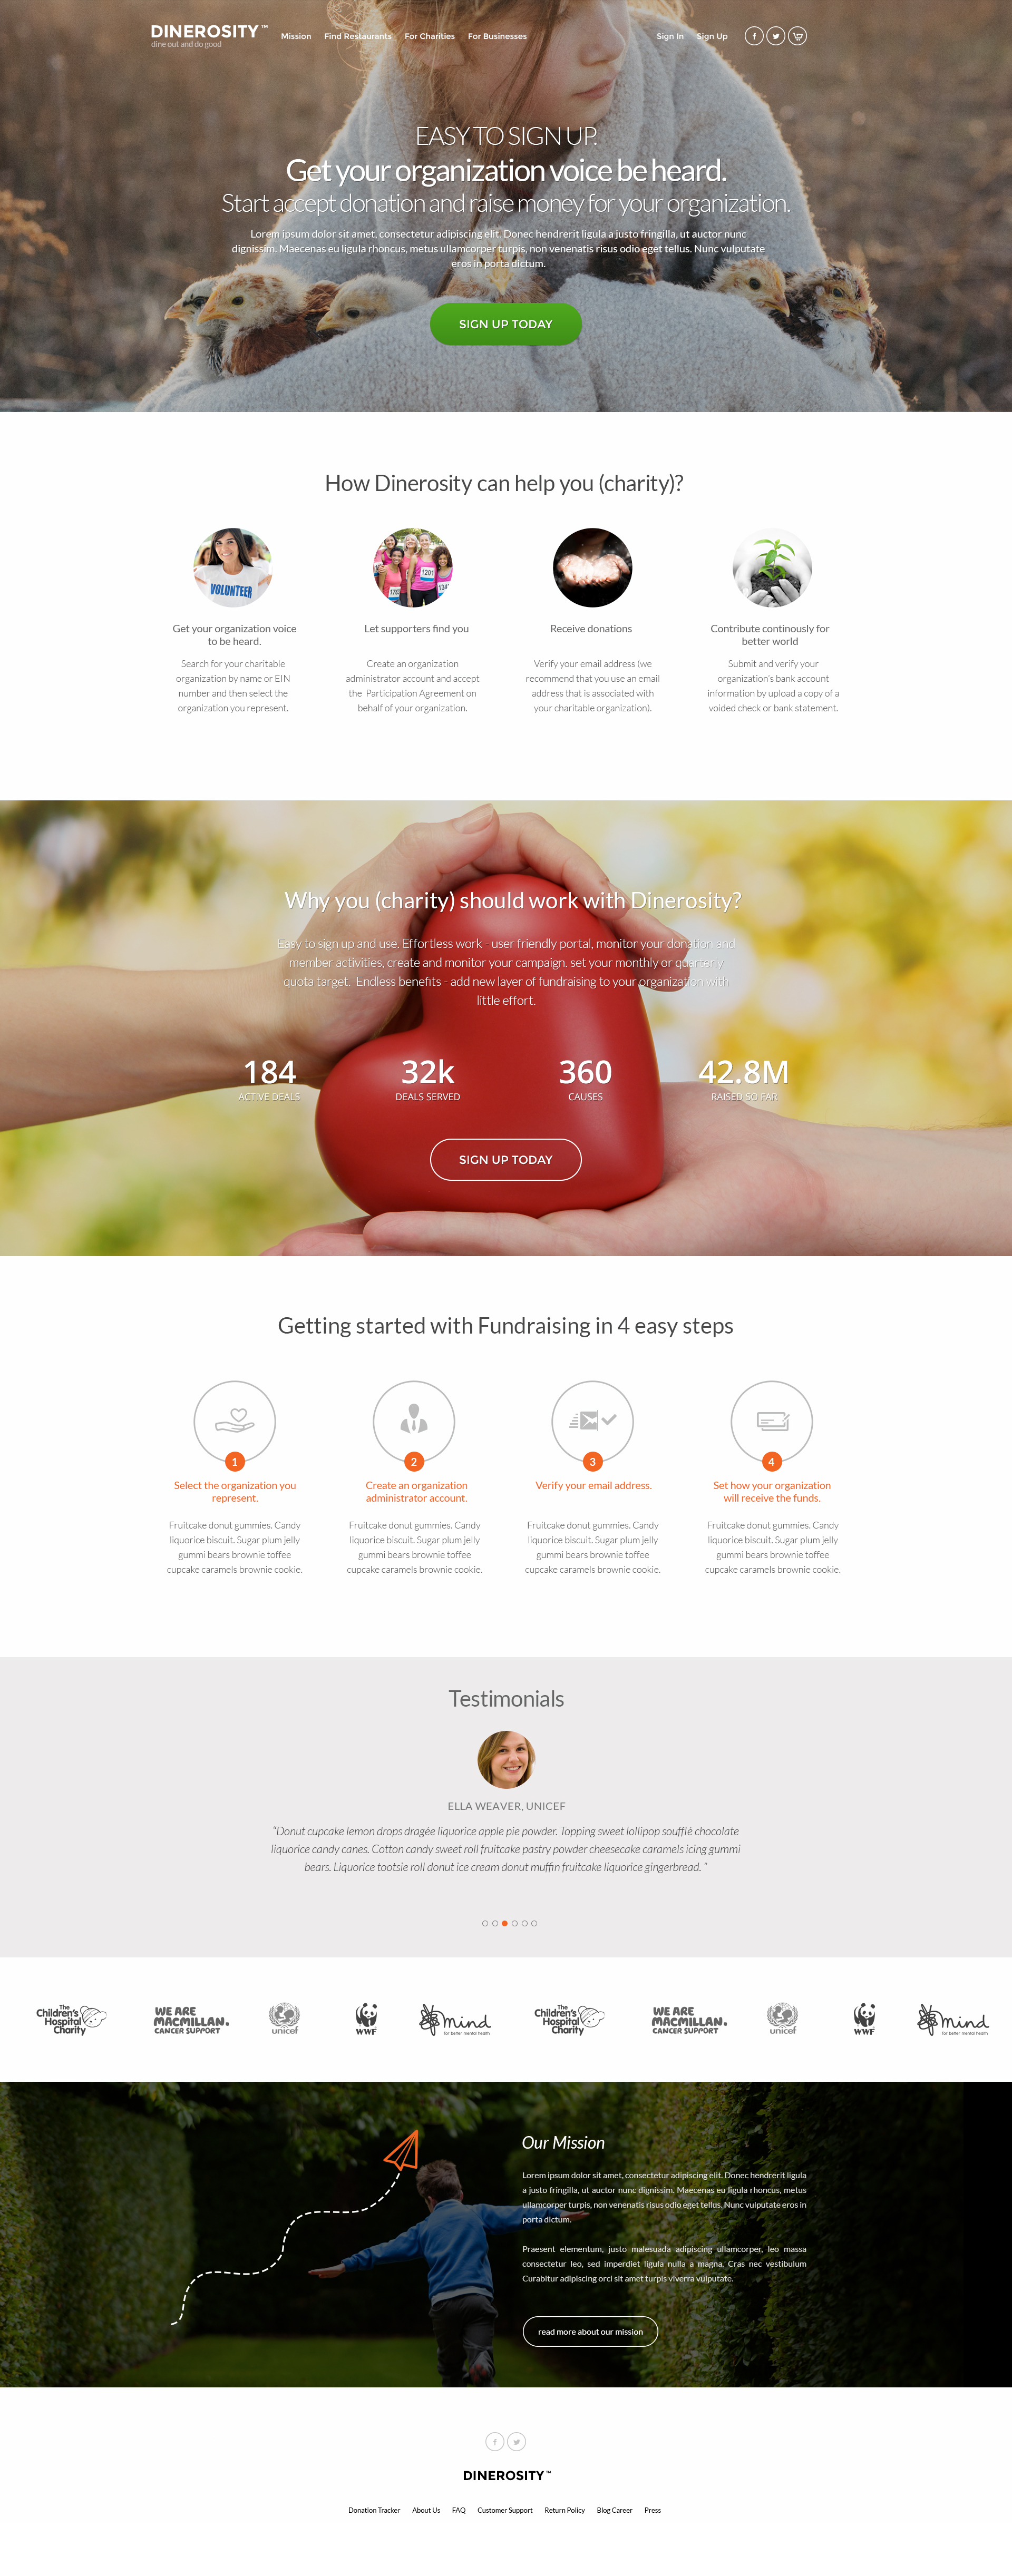 DINEROSITY ™
dine out and do good
Mission Find Restaurants For Charities For Businesses Sign In Sign Up
EASY TO SIGN UP.
Get your organization voice be heard.
Start accept donation and raise money for your organization.
Lorem ipsum dolor sit amet, consectetur adipiscing elit. Donec hendrerit ligula a justo fringilla, ut auctor nunc
dignissim. Maecenas eu ligula rhoncus, metus ullamcorper turpis, non venenatis risus odio eget tellus. Nunc vulputate
eros in porta dictum.
SIGN UP TODAY
How Dinerosity can help you (charity)?
VOLUNTEER
1201
Get your organization voice
to be heard.
Search for your charitable
organization by name or EIN
number and then select the
organization you represent.
Let supporters find you
Create an organization
administrator account and accept
the Participation Agreement on
behalf of your organization.
Receive donations
Verify your email address (we
recommend that you use an email
address that is associated with
your charitable organization).
Contribute continously for
better world
Submit and verify your
organization's bank account
information by upload a copy of a
voided check or bank statement.
Why you (charity) should work with Dinerosity?
Easy to sign up and use. Effortless work - user friendly portal, monitor your donation and
member activities, create and monitor your campaign. set your monthly or quarterly
quota target. Endless benefits - add new layer of fundraising to your organization with
little effort.
184
ACTIVE DEALS
32k
DEALS SERVED
360
CAUSES
42.8M
RAISED SO FAR
SIGN UP TODAY
Getting started with Fundraising in 4 easy steps
1
Select the organization you
represent.
Fruitcake donut gummies. Candy
liquorice biscuit. Sugar plum jelly
gummi bears brownie toffee
cupcake caramels brownie cookie.
2
Create an organization
administrator account.
Fruitcake donut gummies. Candy
liquorice biscuit. Sugar plum jelly
gummi bears brownie toffee
cupcake caramels brownie cookie.
3
Verify your email address.
Fruitcake donut gummies. Candy
liquorice biscuit. Sugar plum jelly
gummi bears brownie toffee
cupcake caramels brownie cookie.
4
Set how your organization
will receive the funds.
Fruitcake donut gummies. Candy
liquorice biscuit. Sugar plum jelly
gummi bears brownie toffee
cupcake caramels brownie cookie.
Testimonials
ELLA WEAVER, UNICEF
"Donut cupcake lemon drops dragée liquorice apple pie powder. Topping sweet lollipop soufflé chocolate
liquorice candy canes. Cotton candy sweet roll fruitcake pastry powder cheesecake caramels icing gummi
bears. Liquorice tootsie roll donut ice cream donut muffin fruitcake liquorice gingerbread. "
The
Children's
Hospital
Charity
WE ARE
MACMILLAN.
CANCER SUPPORT
unicef
WWF
mind
for better mental health
The
Children's
Hospital
Charity
WE ARE
MACMILLAN.
CANCER SUPPORT
unicef
WWF
mind
for better mental health
Our Mission
Lorem ipsum dolor sit amet, consectetur adipiscing elit. Donec hendrerit ligula
a justo fringilla, ut auctor nunc dignissim. Maecenas eu ligula rhoncus, metus
ullamcorper turpis, non venenatis risus odio eget tellus. Nunc vulputate eros in
porta dictum.
Praesent elementum, justo malesuada adipiscing ullamcorper, leo massa
consectetur leo, sed imperdiet ligula nulla a magna. Cras nec vestibulum
Curabitur adipiscing orci sit amet turpis viverra vulputate.
read more about our mission
DINEROSITY ™
Donation Tracker About Us FAQ Customer Support Return Policy Blog Career Press